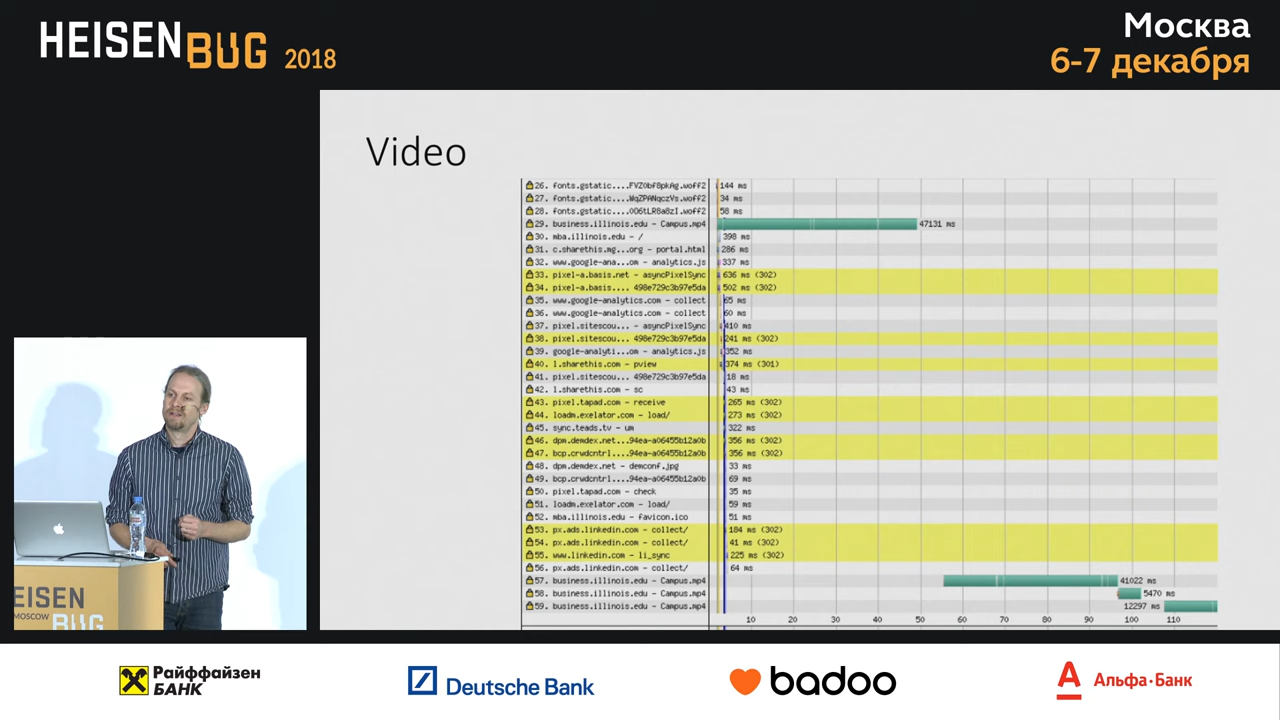 HEISENBUG 2018
Москва
6-7 декабря
Video
26. fonts.gstatic....FVZ0bf8pkAg.woff2 144 ms
27. fonts.gstatic....WqZPANqczVs.woff2 34 ms
28. fonts.gstatic....OO6tLR8a8zI.woff2 58 ms
29. business.illinois.edu - Campus.mp4 47131 ms
30. mba.illinois.edu - / 398 ms
31. c.sharethis.mg...org - portal.html 286 ms
32. www.google-ana...om - analytics.js 337 ms
33. pixel-a.basis.net - asyncPixelSync 636 ms (302)
34. pixel-a.basis.... 498e729c3b97e5da 502 ms (302)
35. www.google-analytics.com - collect 65 ms
36. www.google-analytics.com - collect 60 ms
37. pixel.sitescou... - asyncPixelSync 410 ms
38. pixel.sitescou... 498e729c3b97e5da 241 ms (302)
39. google-analyti...om - analytics.js 352 ms
40. l.sharethis.com - pview 374 ms (301)
41. pixel.sitescou... 498e729c3b97e5da 18 ms
42. l.sharethis.com - sc 43 ms
43. pixel.tapad.com - receive 265 ms (302)
44. loadm.exelator.com - load/ 273 ms (302)
45. sync.teads.tv - um 322 ms
46. dpm.demdex.net...94ea-a06455b12a0b 356 ms (302)
47. bcp.crwdcntrl....94ea-a06455b12a0b 356 ms (302)
48. dpm.demdex.net - demconf.jpg 33 ms
49. bcp.crwdcntrl....94ea-a06455b12a0b 69 ms
50. pixel.tapad.com - check 35 ms
51. loadm.exelator.com - load/ 59 ms
52. mba.illinois.edu - favicon.ico 51 ms
53. px.ads.linkedin.com - collect/ 184 ms (302)
54. px.ads.linkedin.com - collect/ 41 ms (302)
55. www.linkedin.com - li_sync 225 ms (302)
56. px.ads.linkedin.com - collect/ 64 ms
57. business.illinois.edu - Campus.mp4 41022 ms
58. business.illinois.edu - Campus.mp4 5470 ms
59. business.illinois.edu - Campus.mp4 12297 ms
10 20 30 40 50 60 70 80 90 100 110
EISEN
MOSCOW BUG
Райффайзен
БАНК
Deutsche Bank
badoo
Альфа·Банк